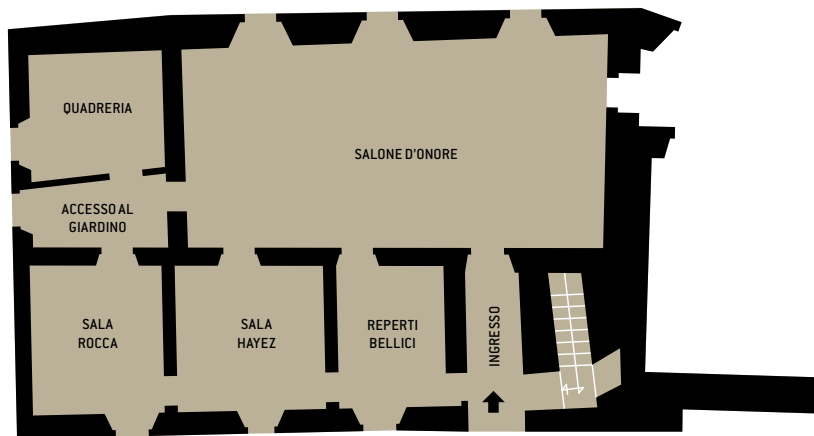 QUADRERIA
SALONE D'ONORE
ACCESSO AL
GIARDINO
SALA
ROCCA
SALA
HAYEZ
REPERTI
BELLICI
INGRESSO